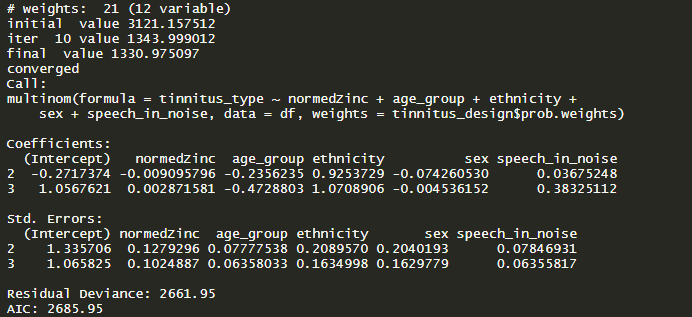 # weights:  21 (12 variable)
initial  value 3121.157512
iter  10 value 1343.999012
final  value 1330.975097
converged
Call:
multinom(formula = tinnitus_type ~ normedZinc + age_group + ethnicity +
    sex + speech_in_noise, data = df, weights = tinnitus_design$prob.weights)

Coefficients:
  (Intercept)   normedZinc  age_group ethnicity          sex speech_in_noise
2  -0.2717374 -0.009095796 -0.2356235 0.9253729 -0.074260530      0.03675248
3   1.0567621  0.002871581 -0.4728803 1.0708906 -0.004536152      0.38325112

Std. Errors:
  (Intercept) normedZinc  age_group ethnicity       sex speech_in_noise
2    1.335706  0.1279296 0.07777538 0.2089570 0.2040193      0.07846931
3    1.065825  0.1024887 0.06358033 0.1634998 0.1629779      0.06355817

Residual Deviance: 2661.95
AIC: 2685.95